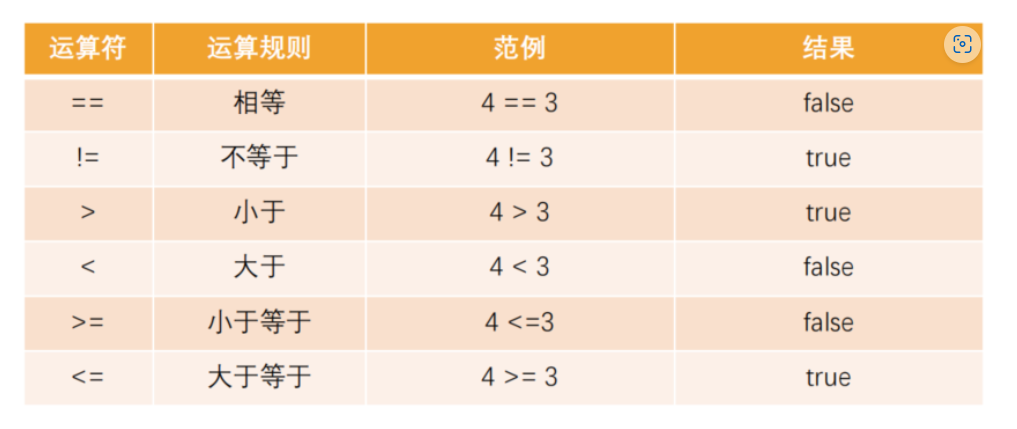 运算符 运算规则 范例 结果
== 相等 4 == 3 false
!= 不等于 4 != 3 true
> 小于 4 > 3 true
< 大于 4 < 3 false
>= 小于等于 4 <=3 false
<= 大于等于 4 >= 3 true